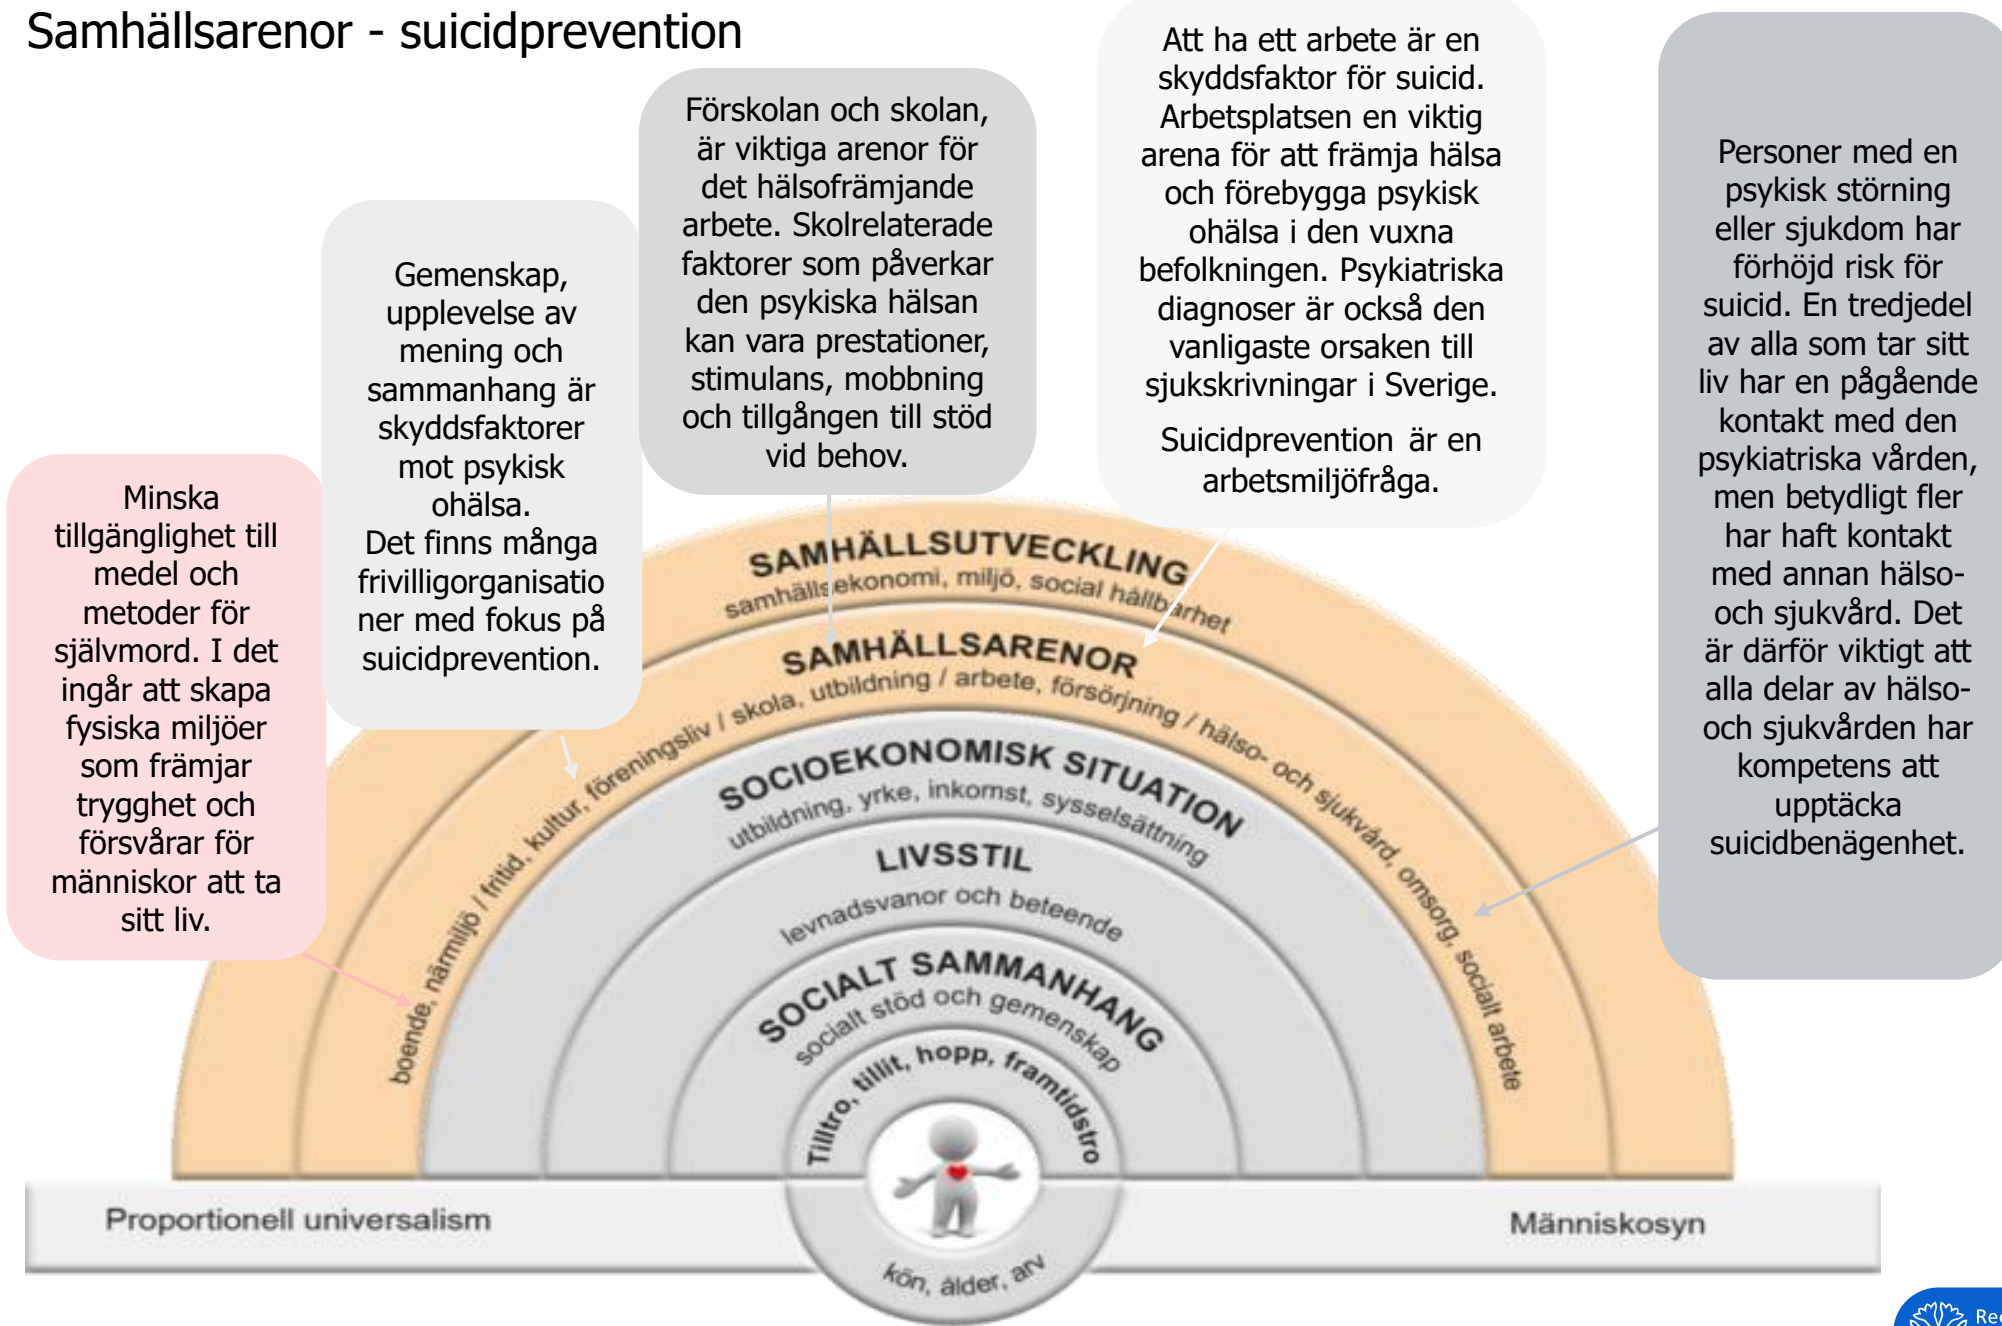 Samhällsarenor - suicidprevention
Minska
tillgänglighet till
medel och
metoder för
självmord. I det
ingår att skapa
fysiska miljöer
som främjar
trygghet och
försvårar för
människor att ta
sitt liv.
Gemenskap,
upplevelse av
mening och
sammanhang är
skyddsfaktorer
mot psykisk
ohälsa.
Det finns många
frivilligorganisatio
ner med fokus på
suicidprevention.
Förskolan och skolan,
är viktiga arenor för
det hälsofrämjande
arbete. Skolrelaterade
faktorer som påverkar
den psykiska hälsan
kan vara prestationer,
stimulans, mobbning
och tillgången till stöd
vid behov.
Att ha ett arbete är en
skyddsfaktor för suicid.
Arbetsplatsen en viktig
arena för att främja hälsa
och förebygga psykisk
ohälsa i den vuxna
befolkningen. Psykiatriska
diagnoser är också den
vanligaste orsaken till
sjukskrivningar i Sverige.
Suicidprevention är en
arbetsmiljöfråga.
Personer med en
psykisk störning
eller sjukdom har
förhöjd risk för
suicid. En tredjedel
av alla som tar sitt
liv har en pågående
kontakt med den
psykiatriska vården,
men betydligt fler
har haft kontakt
med annan hälso-
och sjukvård. Det
är därför viktigt att
alla delar av hälso-
och sjukvården har
kompetens att
upptäcka
suicidbenägenhet.
SAMHÄLLSUTVECKLING
samhällsekonomi, miljö, social hållbarhet
SAMHÄLLSARENOR
boende, närmiljö / fritid, kultur, föreningsliv / skola, utbildning / arbete, försörjning / hälso- och sjukvård, omsorg, socialt arbete
SOCIOEKONOMISK SITUATION
utbildning, yrke, inkomst, sysselsättning
LIVSSTIL
levnadsvanor och beteende
SOCIALT SAMMANHANG
socialt stöd och gemenskap
Tilltro, tillit, hopp, framtidstro
Proportionell universalism
Människosyn
kön, ålder, arv